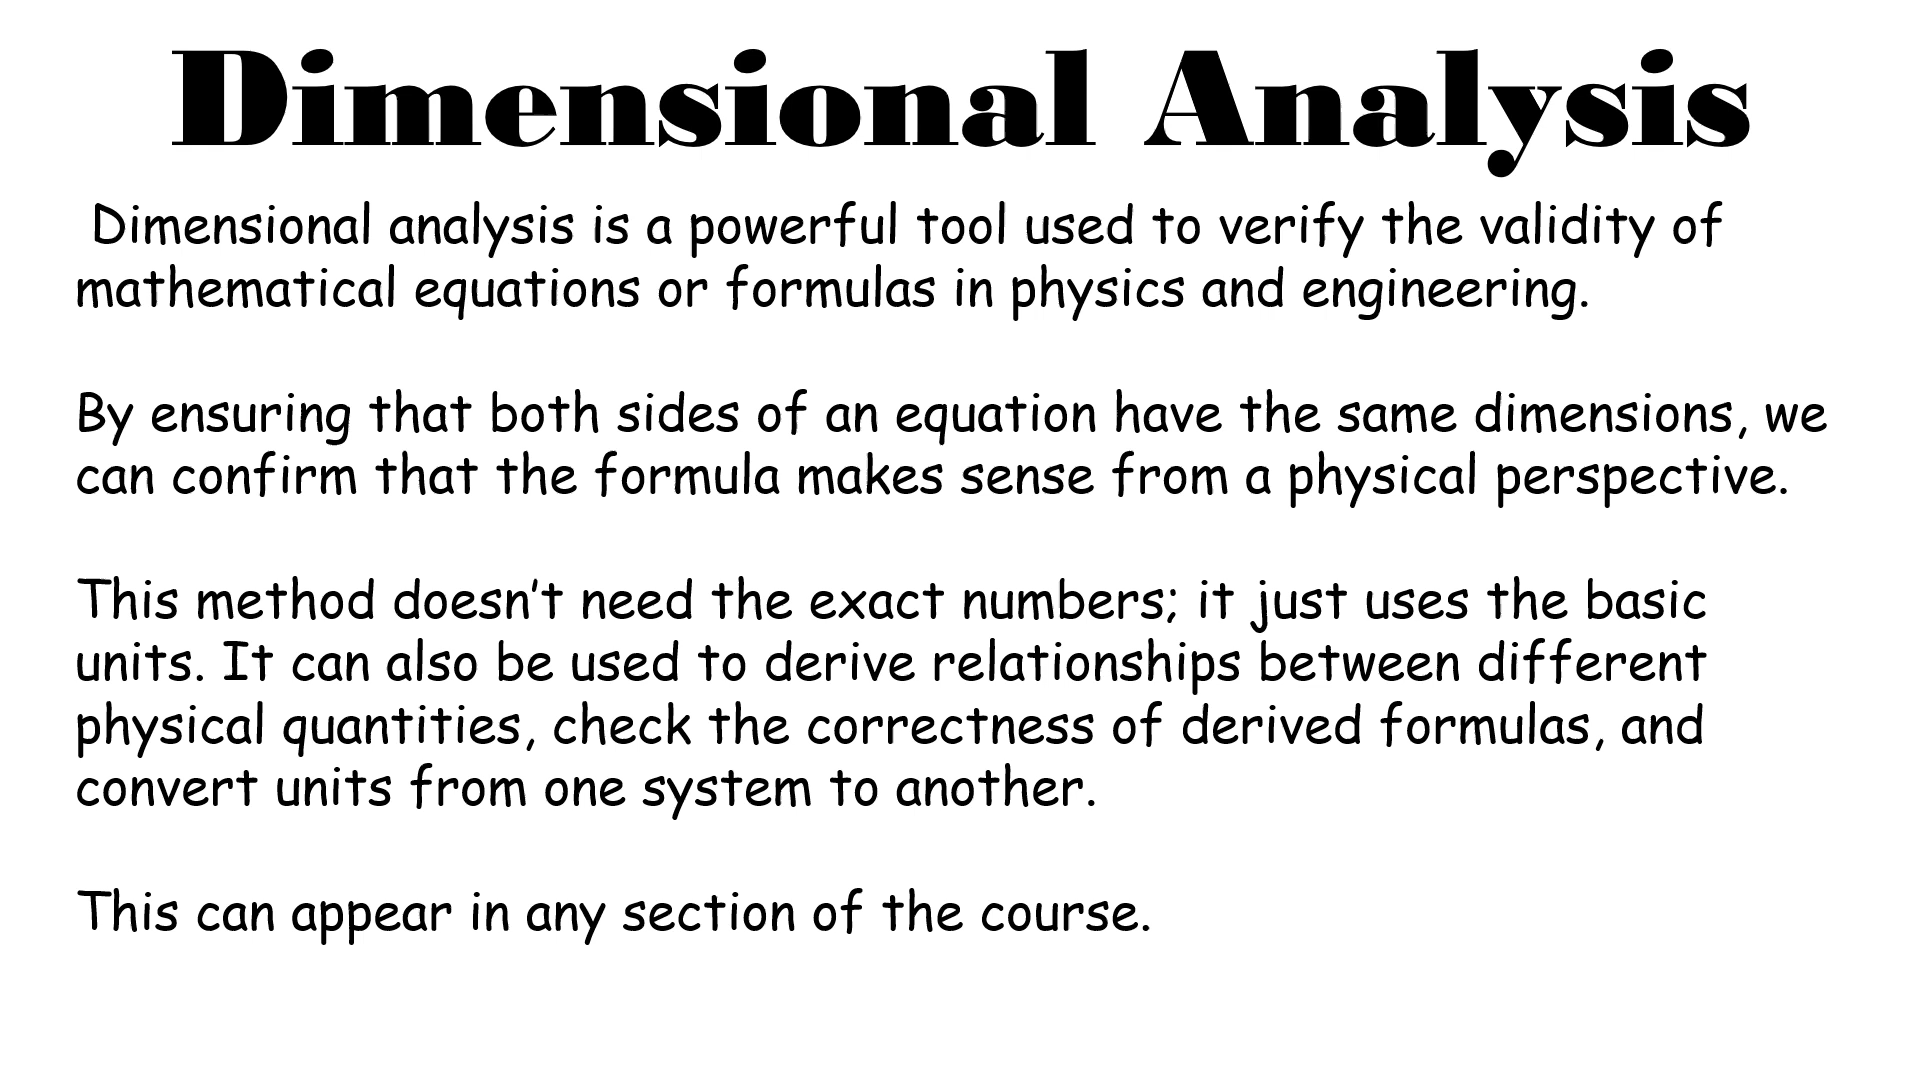 Dimensional Analysis
Dimensional analysis is a powerful tool used to verify the validity of
mathematical equations or formulas in physics and engineering.
By ensuring that both sides of an equation have the same dimensions, we
can confirm that the formula makes sense from a physical perspective.
This method doesn’t need the exact numbers; it just uses the basic
units. It can also be used to derive relationships between different
physical quantities, check the correctness of derived formulas, and
convert units from one system to another.
This can appear in any section of the course.